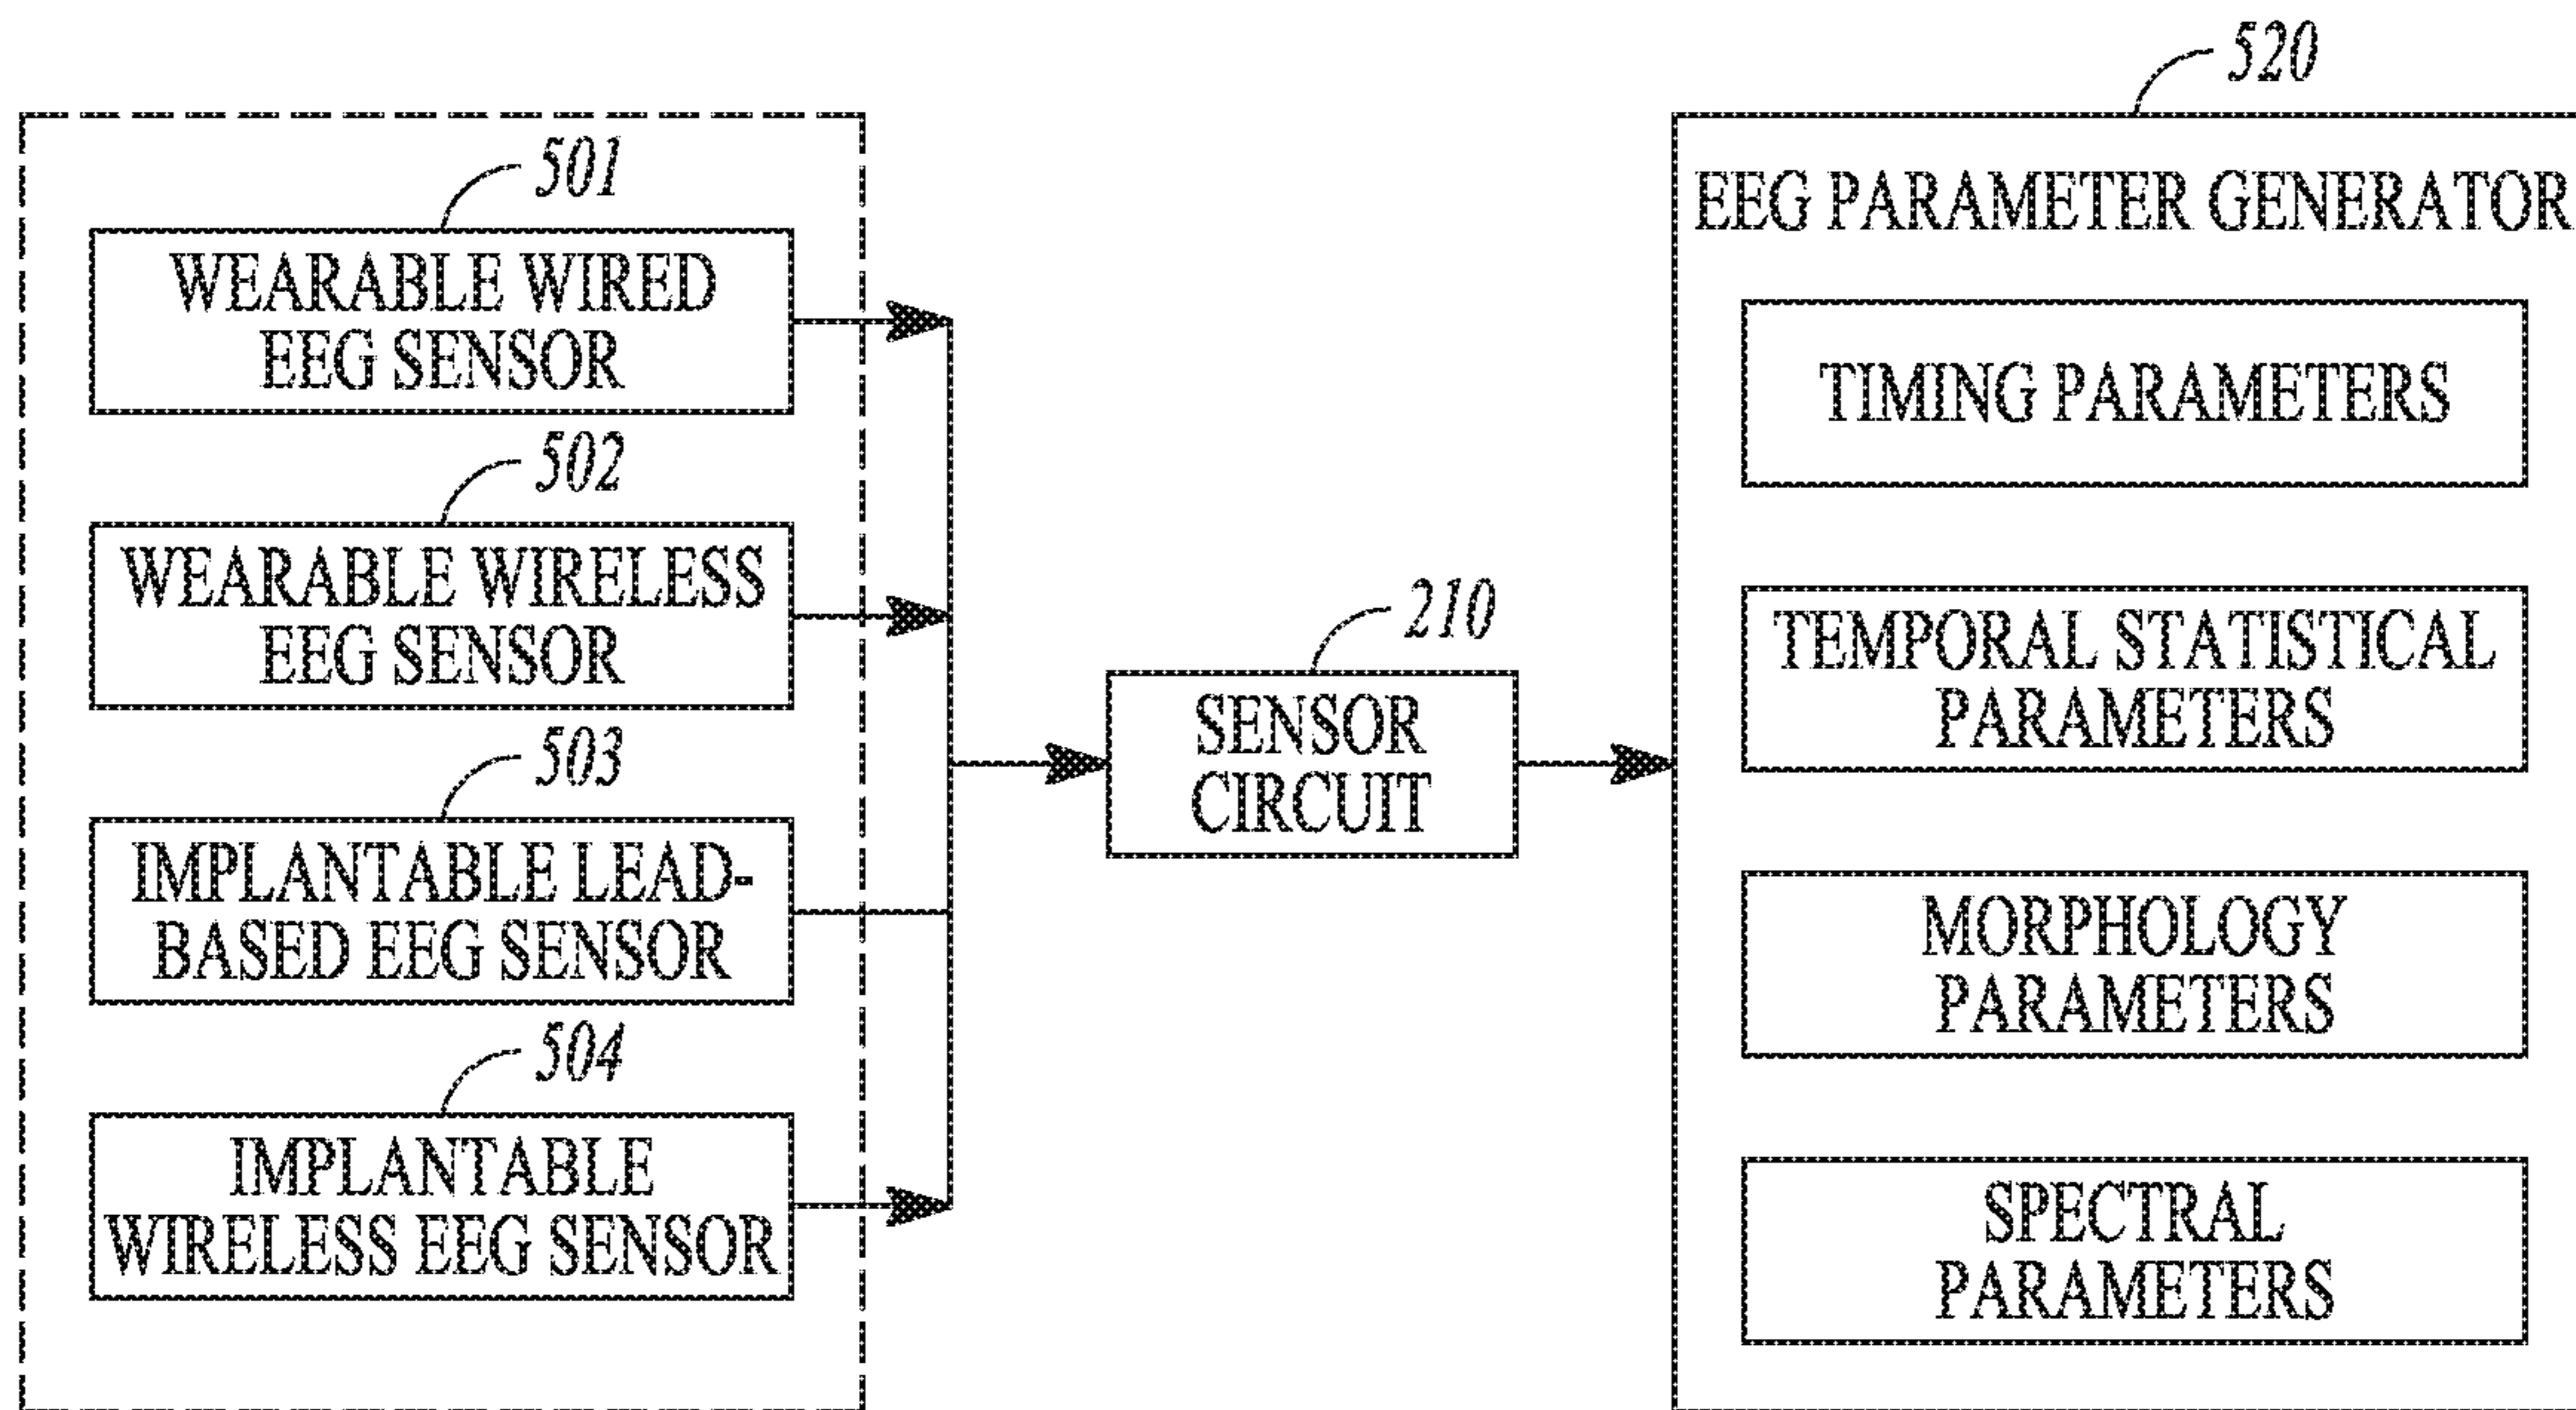 501
WEARABLE WIRED
EEG SENSOR
502
WEARABLE WIRELESS
EEG SENSOR
503
IMPLANTABLE LEAD-
BASED EEG SENSOR
504
IMPLANTABLE
WIRELESS EEG SENSOR
210
SENSOR
CIRCUIT
520
EEG PARAMETER GENERATOR
TIMING PARAMETERS
TEMPORAL STATISTICAL
PARAMETERS
MORPHOLOGY
PARAMETERS
SPECTRAL
PARAMETERS